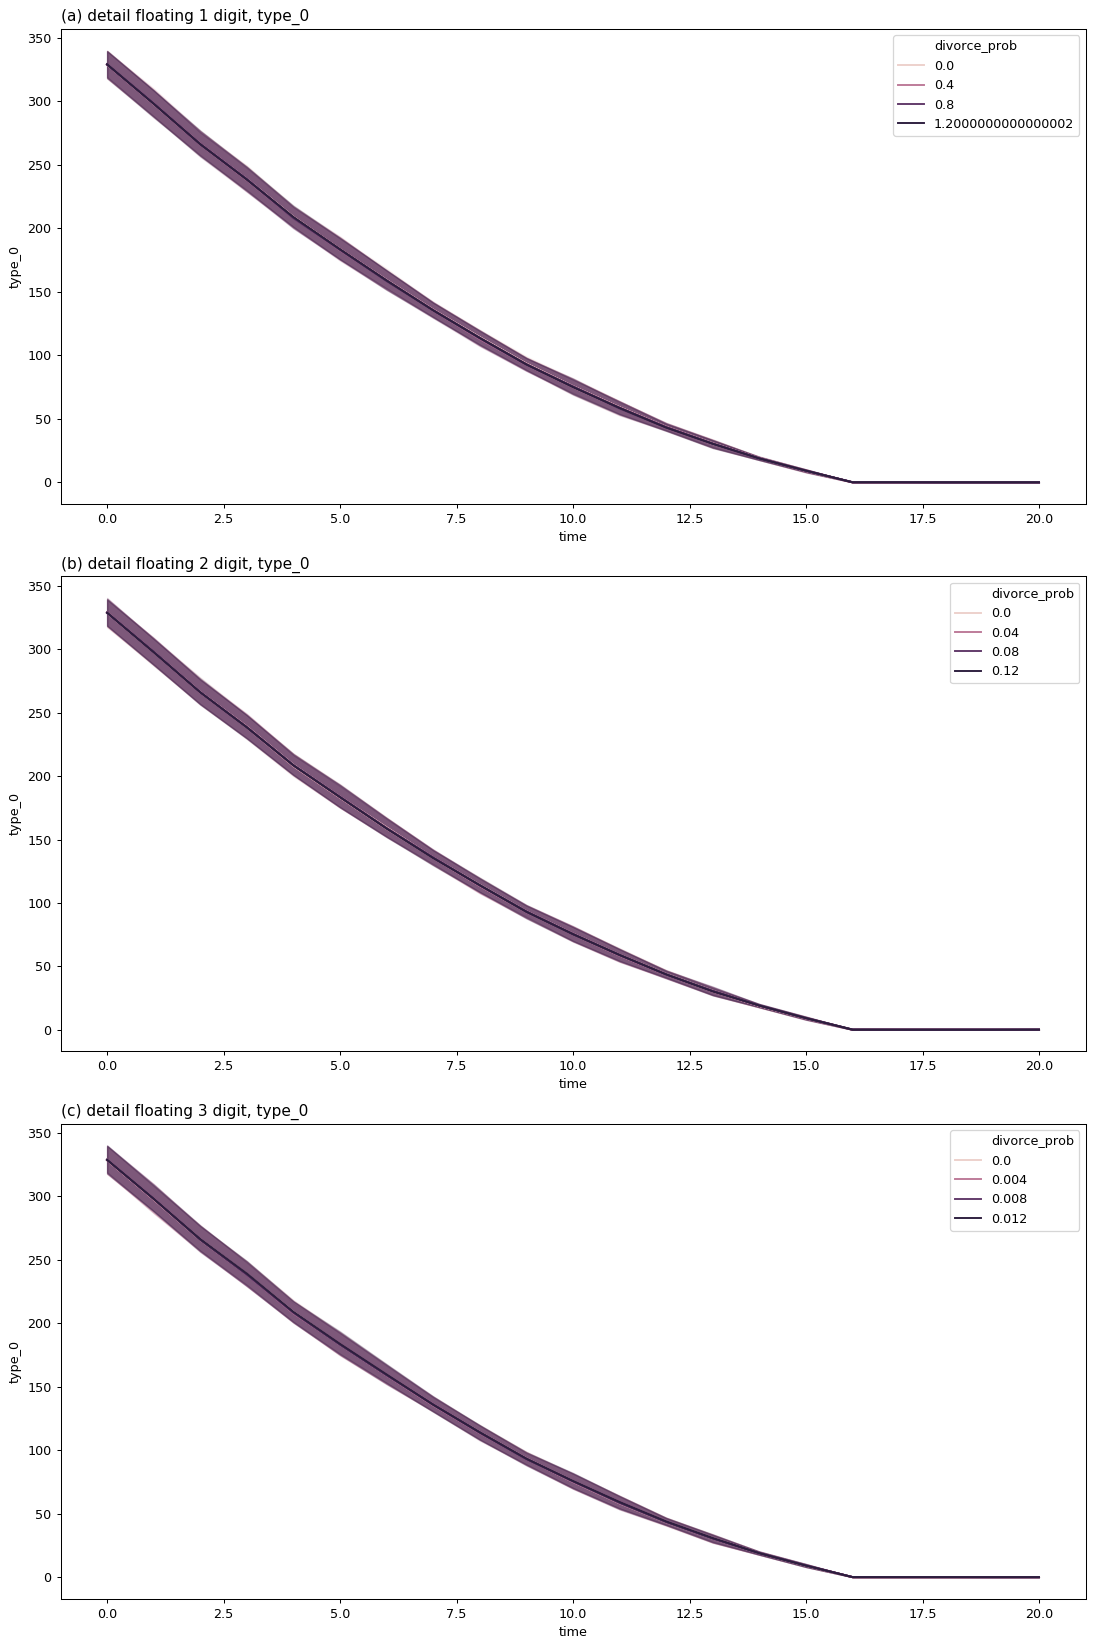 (a) detail floating 1 digit, type_0
350
300
250
200
150
100
50
0
type_0
divorce_prob
0.0
0.4
0.8
1.2000000000000002
0.0 2.5 5.0 7.5 10.0 12.5 15.0 17.5 20.0
time
(b) detail floating 2 digit, type_0
350
300
250
200
150
100
50
0
type_0
divorce_prob
0.0
0.04
0.08
0.12
0.0 2.5 5.0 7.5 10.0 12.5 15.0 17.5 20.0
time
(c) detail floating 3 digit, type_0
350
300
250
200
150
100
50
0
type_0
divorce_prob
0.0
0.004
0.008
0.012
0.0 2.5 5.0 7.5 10.0 12.5 15.0 17.5 20.0
time